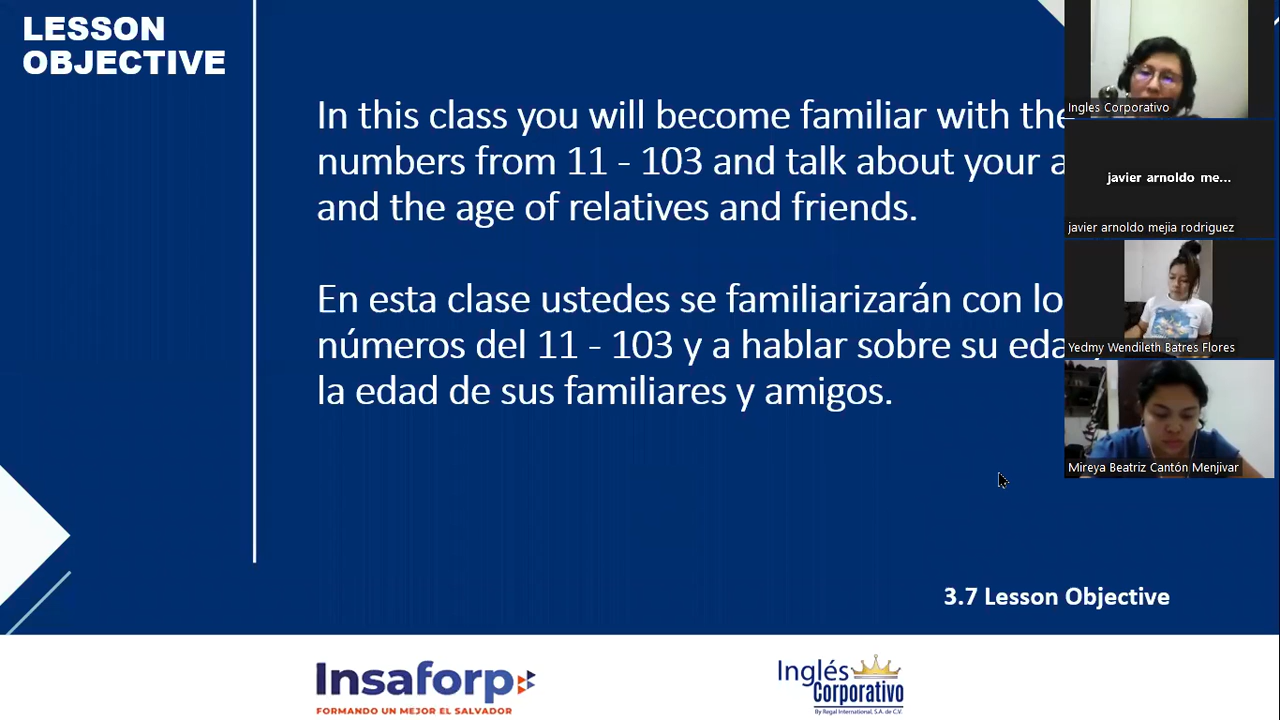 LESSON
OBJECTIVE
In this class you will become familiar with the
numbers from 11 - 103 and talk about your a
and the age of relatives and friends.
En esta clase ustedes se familiarizarán con lo
números del 11 - 103 y a hablar sobre su eda
la edad de sus familiares y amigos.
3.7 Lesson Objective
Insaforp
FORMANDO UN MEJOR EL SALVADOR
Inglés
Corporativo
By Regal International, S.A. de C.V.
Ingles Corporativo
javier arnoldo me...
javier arnoldo mejia rodriguez
Yedmy Wendileth Batres Flores
Mireya Beatriz Cantón Menjivar